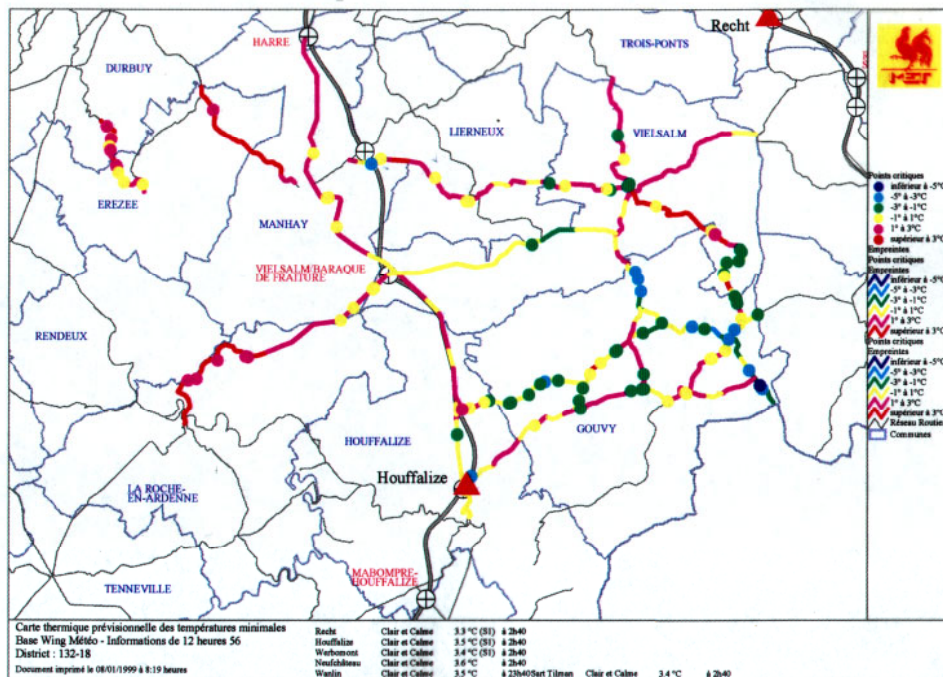 Recht
HARRE
TROIS-PONTS
DURBUY
MET
LIERNEUX
VIELSALM
EREZEE
MANHAY
VIELSALM/BARAQUE
DE FRAITURE
RENDEUX
HOUFFALIZE
GOUVY
Houffalize
LA ROCHE-
EN-ARDENNE
MABOMPRE-
HOUFFALIZE
TENNEVILLE
Points critiques
inférieur à -5°C
-5° à -3°C
-3° à -1°C
-1° à 1°C
1° à 3°C
supérieur à 3°C
Empreintes
Points critiques
Empreintes
inférieur à -5°C
-5° à -3°C
-3° à -1°C
-1° à 1°C
1° à 3°C
supérieur à 3°C
Points critiques
Empreintes
inférieur à -5°C
-5° à -3°C
-3° à -1°C
-1° à 1°C
1° à 3°C
supérieur à 3°C
Réseau Routier
Communes
Carte thermique prévisionnelle des températures minimales
Base Wing Météo - Informations de 12 heures 56
District : 132-18
Document imprimé le 08/01/1999 à 8:19 heures
Recht Clair et Calme 3.3 °C (S1) à 2h40
Houffalize Clair et Calme 3.5 °C (S1) à 2h40
Werbomont Clair et Calme 3.4 °C (S1) à 2h40
Neufchâteau Clair et Calme 3.6 °C à 2h40
Wanlin Clair et Calme 3.5 °C à 23h40 Sart Tilman Clair et Calme 3.4 °C à 2h40